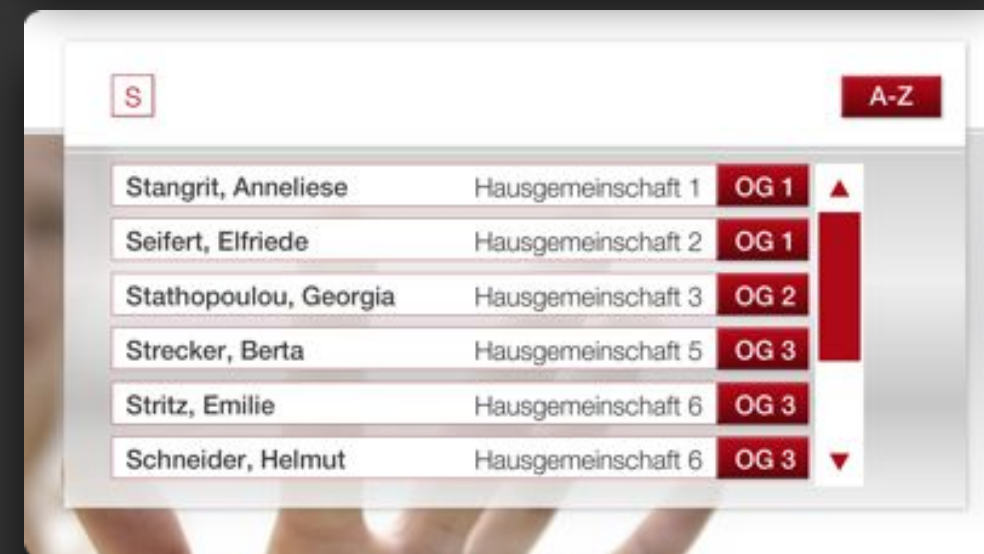 S A-Z
Stangrit, Anneliese Hausgemeinschaft 1 OG 1
Seifert, Elfriede Hausgemeinschaft 2 OG 1
Stathopoulou, Georgia Hausgemeinschaft 3 OG 2
Strecker, Berta Hausgemeinschaft 5 OG 3
Stritz, Emilie Hausgemeinschaft 6 OG 3
Schneider, Helmut Hausgemeinschaft 6 OG 3